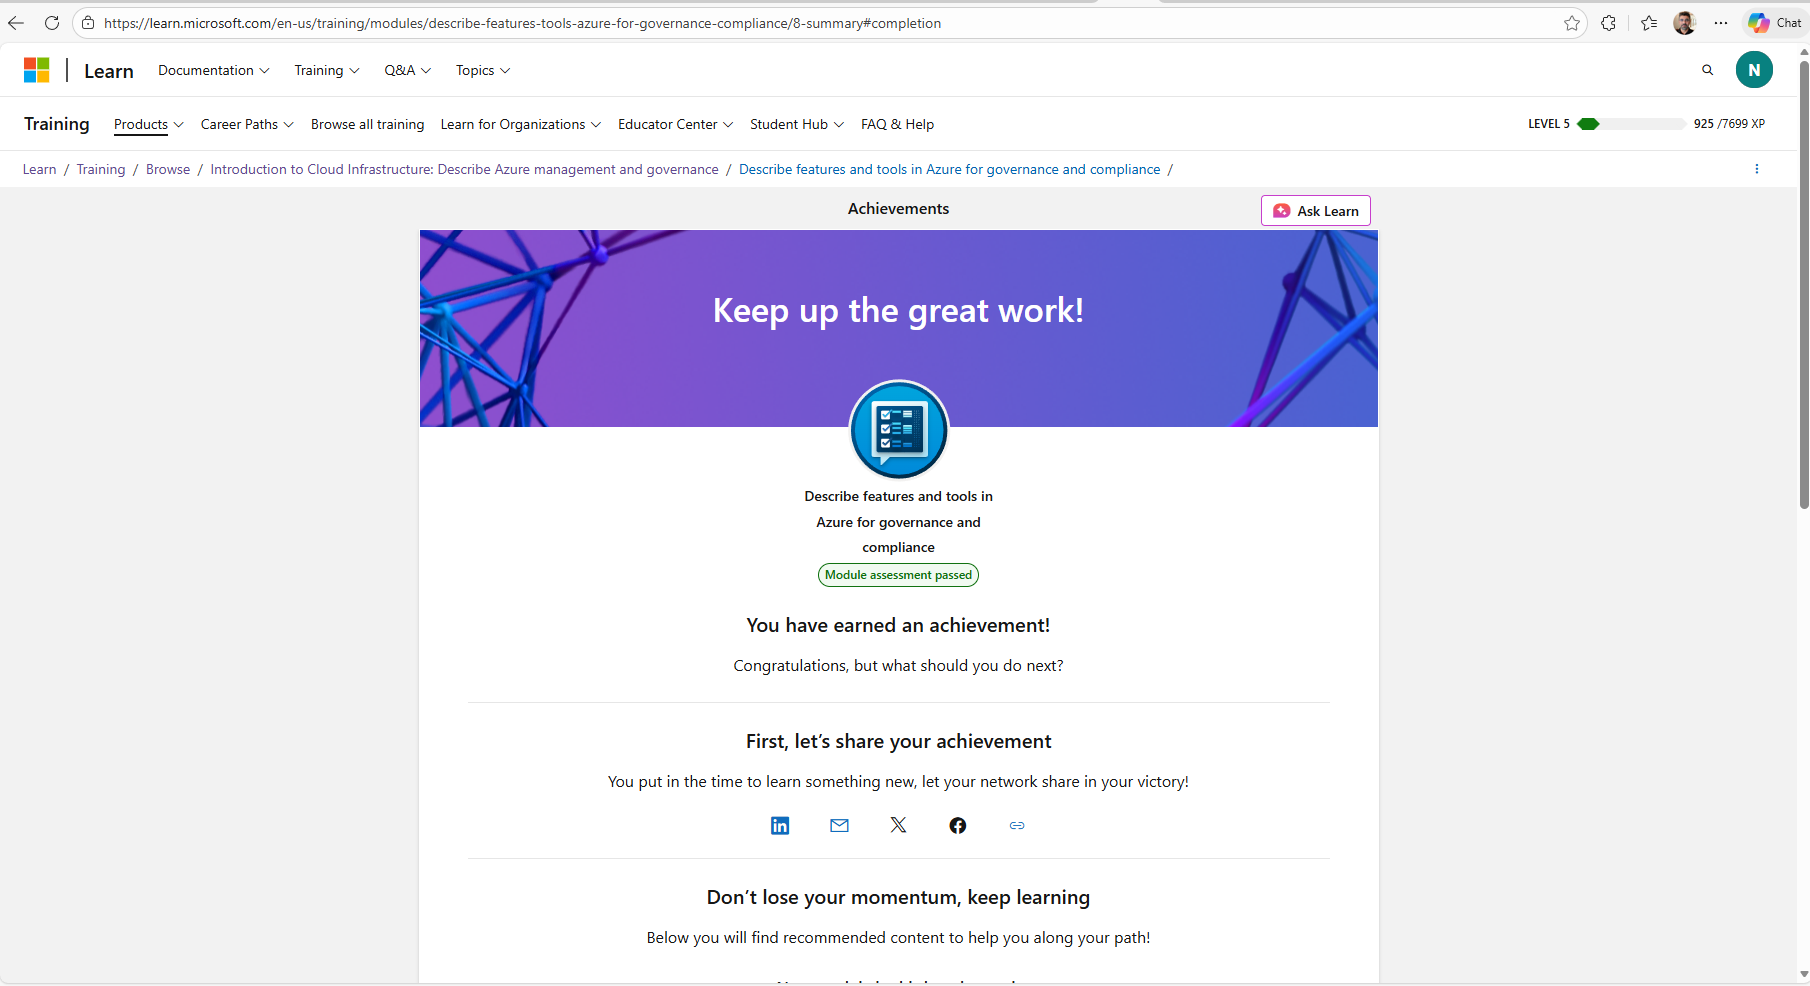 https://learn.microsoft.com/en-us/training/modules/describe-features-tools-azure-for-governance-compliance/8-summary#completion
Chat
Learn
Documentation
Training
Q&A
Topics
N
Training
Products
Career Paths
Browse all training
Learn for Organizations
Educator Center
Student Hub
FAQ & Help
LEVEL 5
925 /7699 XP
Learn / Training / Browse / Introduction to Cloud Infrastructure: Describe Azure management and governance / Describe features and tools in Azure for governance and compliance /
Achievements
Ask Learn
Keep up the great work!
Describe features and tools in
Azure for governance and
compliance
Module assessment passed
You have earned an achievement!
Congratulations, but what should you do next?
First, let's share your achievement
You put in the time to learn something new, let your network share in your victory!
Don't lose your momentum, keep learning
Below you will find recommended content to help you along your path!